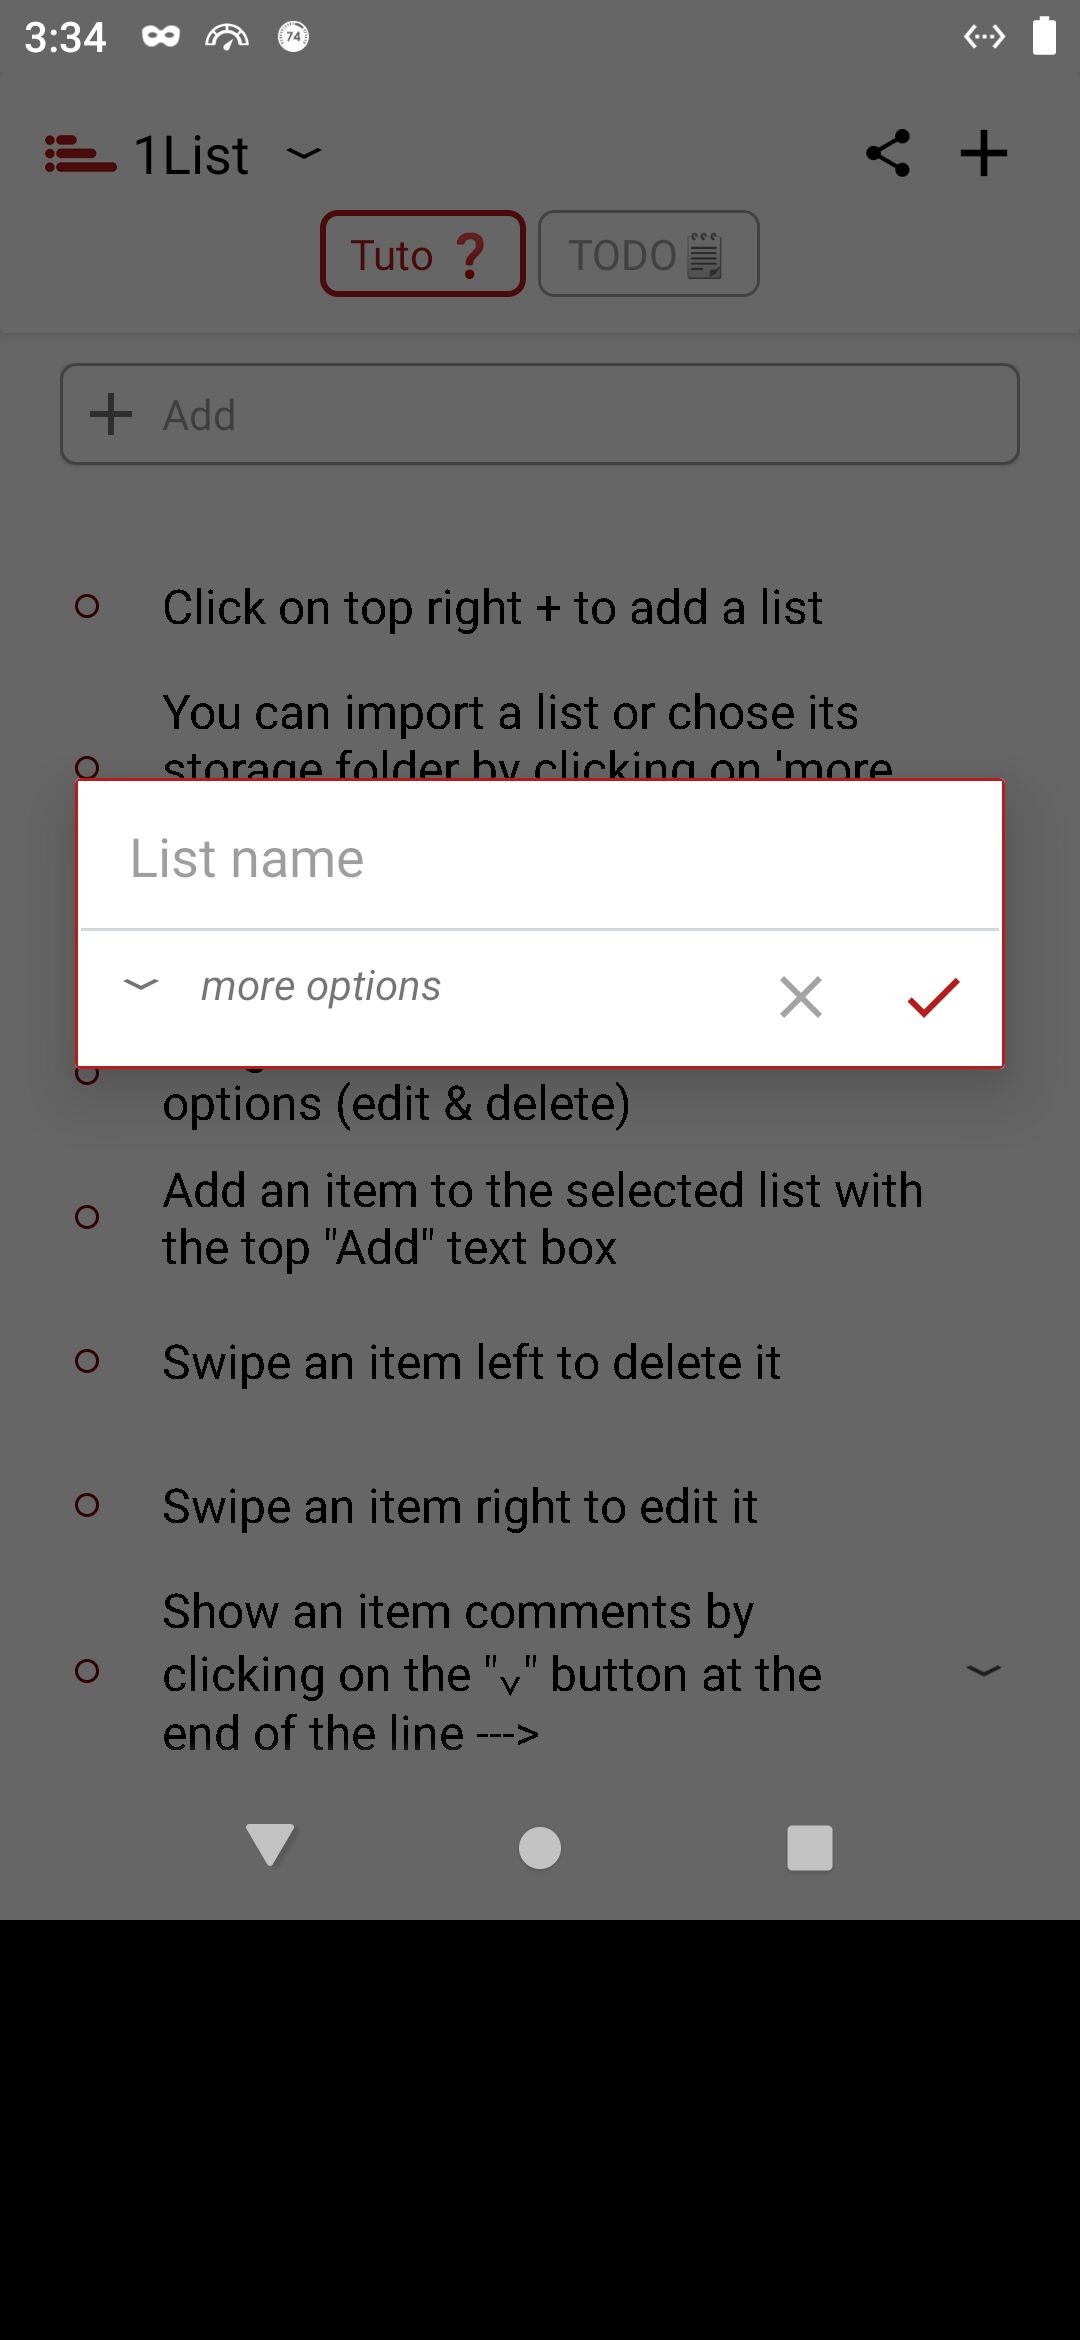 3:34
74
1List
Tuto ❓
TODO
Add
Click on top right + to add a list
You can import a list or chose its
storage folder by clicking on 'more
List name
more options
options (edit & delete)
Add an item to the selected list with
the top "Add" text box
Swipe an item left to delete it
Swipe an item right to edit it
Show an item comments by
clicking on the "˅" button at the
end of the line --->